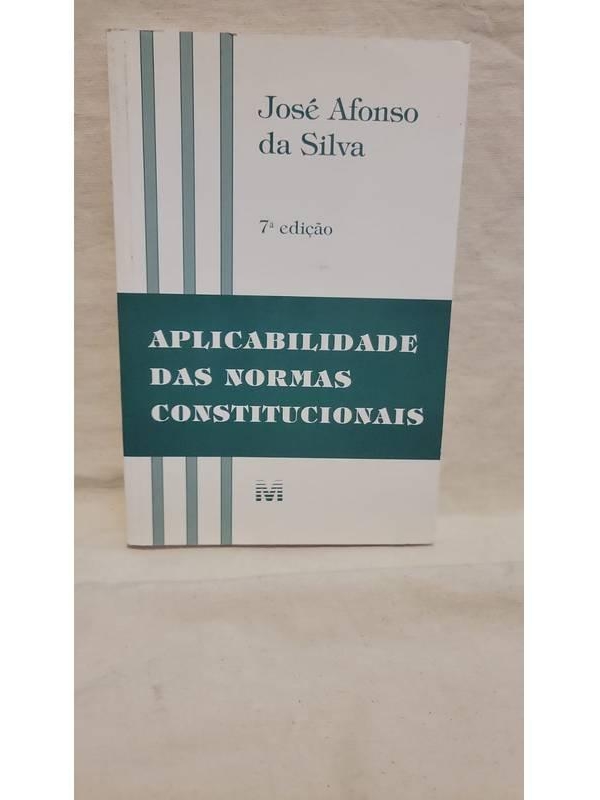 José Afonso
da Silva
7ª edição
APLICABILIDADE
DAS NORMAS
CONSTITUCIONAIS
M